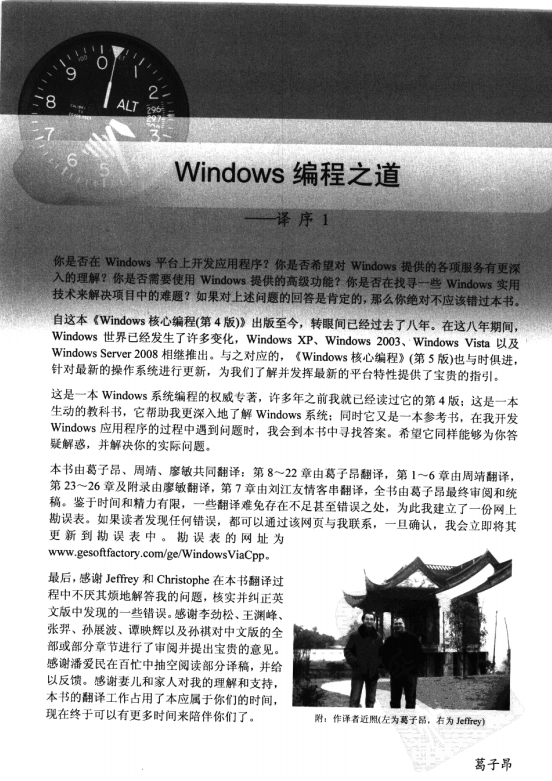 9 0 1
8 ALT 2
7 3
6 5
Windows 编程之道
——译 序 1
你是否在 Windows 平台上开发应用程序？你是否希望对 Windows 提供的各项服务有更深
入的理解？你是否需要使用 Windows 提供的高级功能？你是否在找寻一些 Windows 实用
技术来解决项目中的难题？如果对上述问题的回答是肯定的，那么你绝对不应该错过本书。
自这本《Windows 核心编程(第 4 版)》出版至今，转眼间已经过去了八年。在这八年期间，
Windows 世界已经发生了许多变化，Windows XP、Windows 2003、Windows Vista 以及
Windows Server 2008 相继推出。与之对应的，《Windows 核心编程》(第 5 版)也与时俱进，
针对最新的操作系统进行更新，为我们了解并发挥最新的平台特性提供了宝贵的指引。
这是一本 Windows 系统编程的权威专著，许多年之前我就已经读过它的第 4 版；这是一本
生动的教科书，它帮助我更深入地了解 Windows 系统；同时它又是一本参考书，在我开发
Windows 应用程序的过程中遇到问题时，我会到本书中寻找答案。希望它同样能够为你答
疑解惑，并解决你的实际问题。
本书由葛子昂、周靖、廖敏共同翻译：第 8～22 章由葛子昂翻译，第 1～6 章由周靖翻译，
第 23～26 章及附录由廖敏翻译，第 7 章由刘江友情客串翻译，全书由葛子昂最终审阅和统
稿。鉴于时间和精力有限，一些翻译难免存在不足甚至错误之处，为此我建立了一份网上
勘误表。如果读者发现任何错误，都可以通过该网页与我联系，一旦确认，我会立即将其
更新到勘误表中。勘误表的网址为
www.gesoftfactory.com/ge/WindowsViaCpp。
最后，感谢 Jeffrey 和 Christophe 在本书翻译过
程中不厌其烦地解答我的问题，核实并纠正英
文版中发现的一些错误。感谢李劲松、王渊峰、
张羿、孙展波、谭映辉以及孙祺对中文版的全
部或部分章节进行了审阅并提出宝贵的意见。
感谢潘爱民在百忙中抽空阅读部分译稿，并给
以反馈。感谢妻儿和家人对我的理解和支持，
本书的翻译工作占用了本应属于你们的时间，
现在终于可以有更多时间来陪伴你们了。
附：作译者近照(左为葛子昂，右为 Jeffrey)
葛子昂